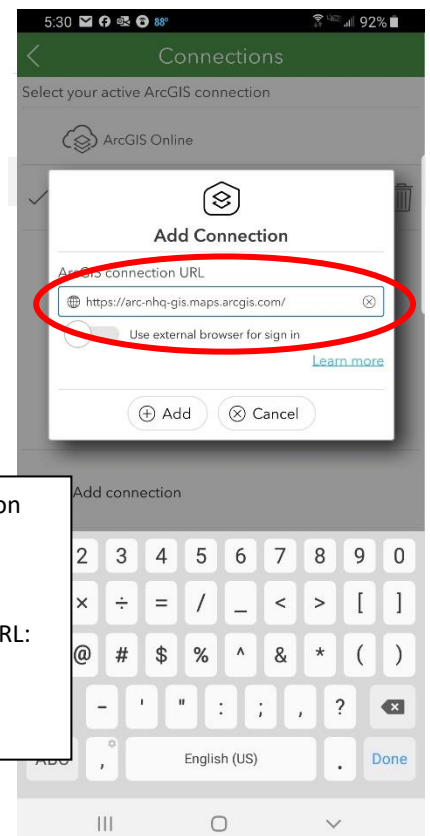 5:30 88° 92%
Connections
Select your active ArcGIS connection
ArcGIS Online
Add Connection
ArcGIS connection URL
https://arc-nhq-gis.maps.arcgis.com/
Use external browser for sign in
Learn more
Add Cancel
Add connection
on
RL:
2 3 4 5 6 7 8 9 0
× ÷ = / _ < > [ ]
@ # $ % ^ & * ( )
- ' " : ; , ?
ABC , English (US) . Done